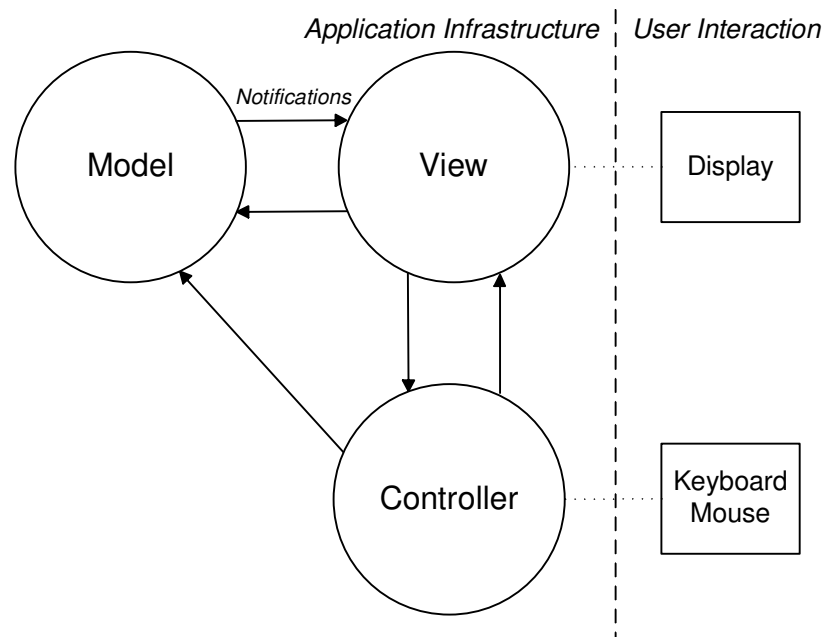 Application Infrastructure
User Interaction
Notifications
Model
View
Display
Controller
Keyboard
Mouse